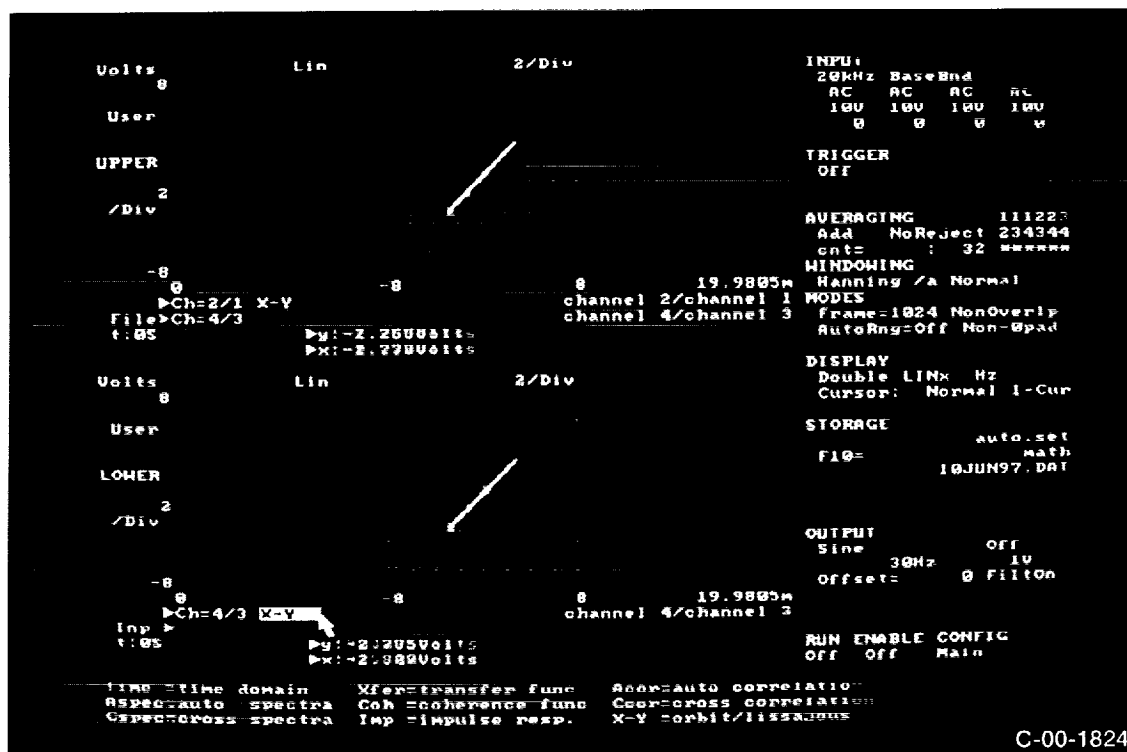 Volts Lin 2/Div
8
User
UPPER
2
/Div
-8
0 -8 8 19.9805m
▶Ch=2/1 X-Y channel 2/channel 1
File▶Ch=4/3 channel 4/channel 3
t:0S
Volts Lin 2/Div
8
User
LOWER
2
/Div
-8
0 -8 8 19.9805m
▶Ch=4/3 X-Y channel 4/channel 3
Inp ▶
t:0S
INPUT
20kHz BaseBnd
AC AC AC AC
10V 10V 10V 10V
0 0 0 0
TRIGGER
Off
AVERAGING 111223
Add NoReject 234344
cnt= : 32 ******
WINDOWING
Hanning /a Normal
MODES
frame=1024 NonOverlp
AutoRng=Off Non-0pad
DISPLAY
Double LINx Hz
Cursor: Normal 1-Cur
STORAGE
auto.set
F10= math
10JUN97.DAT
OUTPUT
Sine Off
30Hz 1V
Offset= 0 FiltOn
RUN ENABLE CONFIG
Off Off Main
Time =time domain Xfer=transfer func Acor=auto correlation
Aspec=auto spectra Coh =coherence func Ccor=cross correlation
Cspec=cross spectra Imp =impulse resp. X-Y =orbit/lissajous
C-00-1824